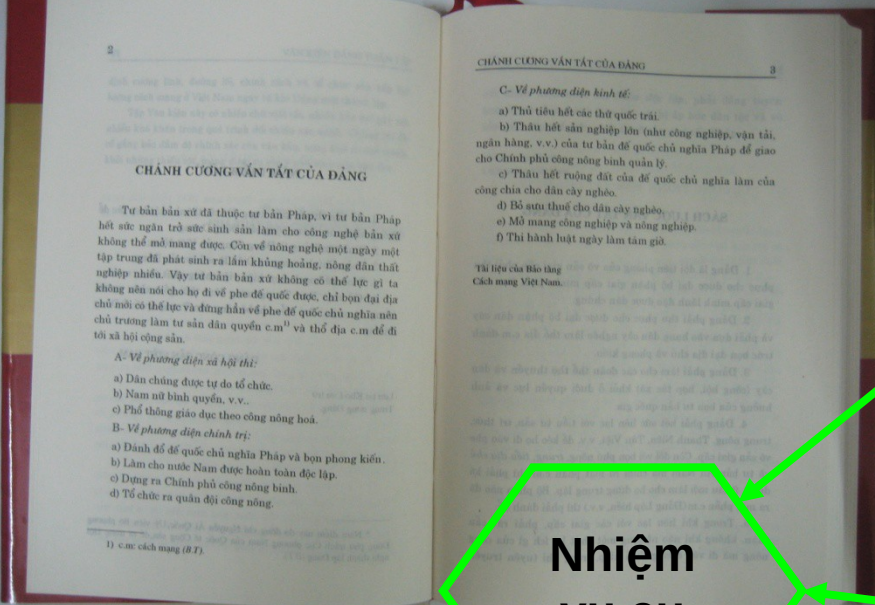 2
CHÁNH CƯƠNG VẮN TẮT CỦA ĐẢNG
Tư bản bản xứ đã thuộc tư bản Pháp, vì tư bản Pháp
hết sức ngăn trở sức sinh sản làm cho công nghệ bản xứ
không thể mở mang được. Còn về nông nghệ một ngày một
tập trung đã phát sinh ra lắm khủng hoảng, nông dân thất
nghiệp nhiều. Vậy tư bản bản xứ không có thế lực gì ta
không nên nói cho họ đi về phe đế quốc được, chỉ bọn đại địa
chủ mới có thế lực và đứng hẳn về phe đế quốc chủ nghĩa nên
chủ trương làm tư sản dân quyền c.m¹⁾ và thổ địa c.m để đi
tới xã hội cộng sản.
A- Về phương diện xã hội thì:
a) Dân chúng được tự do tổ chức.
b) Nam nữ bình quyền, v.v..
c) Phổ thông giáo dục theo công nông hoá.
B- Về phương diện chính trị:
a) Đánh đổ đế quốc chủ nghĩa Pháp và bọn phong kiến.
b) Làm cho nước Nam được hoàn toàn độc lập.
c) Dựng ra Chính phủ công nông binh.
d) Tổ chức ra quân đội công nông.
1) c.m: cách mạng (B.T).
CHÁNH CƯƠNG VẮN TẮT CỦA ĐẢNG 3
C- Về phương diện kinh tế:
a) Thủ tiêu hết các thứ quốc trái.
b) Thâu hết sản nghiệp lớn (như công nghiệp, vận tải,
ngân hàng, v.v.) của tư bản đế quốc chủ nghĩa Pháp để giao
cho Chính phủ công nông binh quản lý.
c) Thâu hết ruộng đất của đế quốc chủ nghĩa làm của
công chia cho dân cày nghèo.
d) Bỏ sưu thuế cho dân cày nghèo.
e) Mở mang công nghiệp và nông nghiệp.
f) Thi hành luật ngày làm tám giờ.
Tài liệu của Bảo tàng
Cách mạng Việt Nam.
Nhiệm